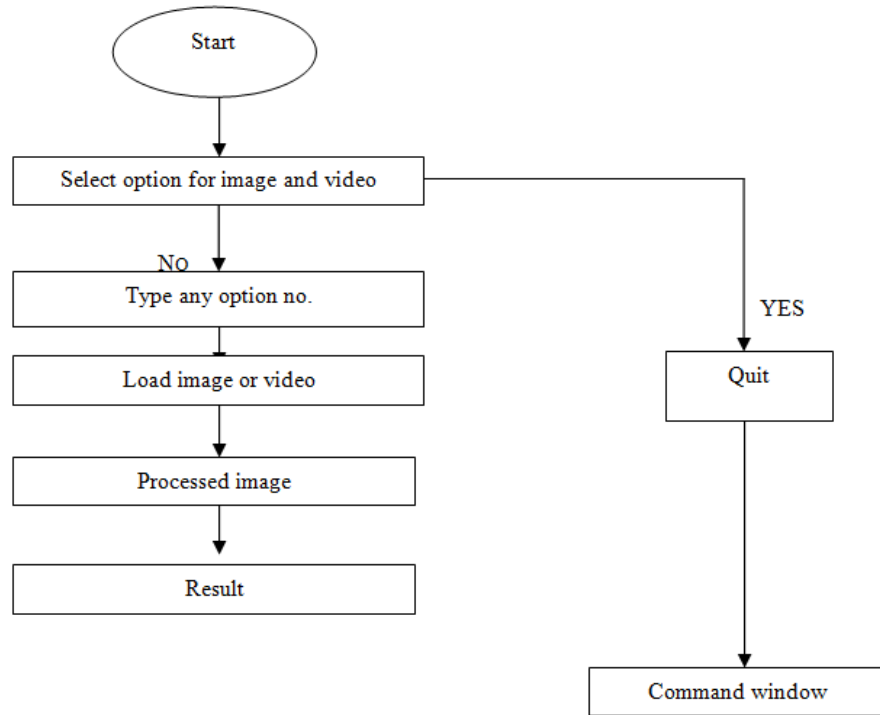 Start
Select option for image and video
NO
Type any option no.
YES
Load image or video
Quit
Processed image
Result
Command window